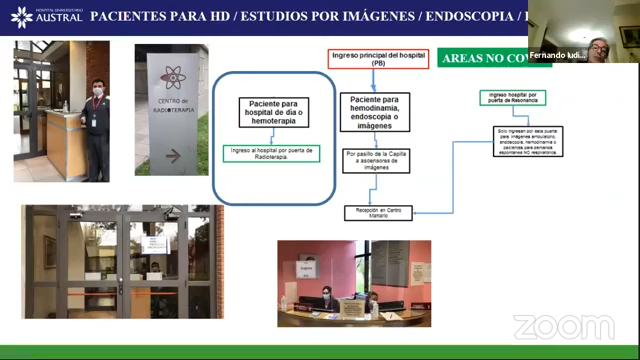 HOSPITAL UNIVERSITARIO
AUSTRAL
PACIENTES PARA HD / ESTUDIOS POR IMÁGENES / ENDOSCOPIA /
Fernando Iudi
Ingreso principal del hospital
(PB)
AREAS NO COV
CENTRO de
RADIOTERAPIA
Paciente para
hospital de día o
hemoterapia
Ingreso al hospital por puerta de
Radioterapia.
Paciente para
hemodinamia,
endoscopia o
imágenes
Por pasillo de la Capilla
a ascensores de
imágenes
Recepción en Centro
Mamario
Ingreso hospital por
puerta de Resonancia
Solo ingresan por esta puerta
para imágenes ambulatorio,
endoscopia, hemodinamia o
pacientes para demanda
espontanea NO respiratorios.
zoom